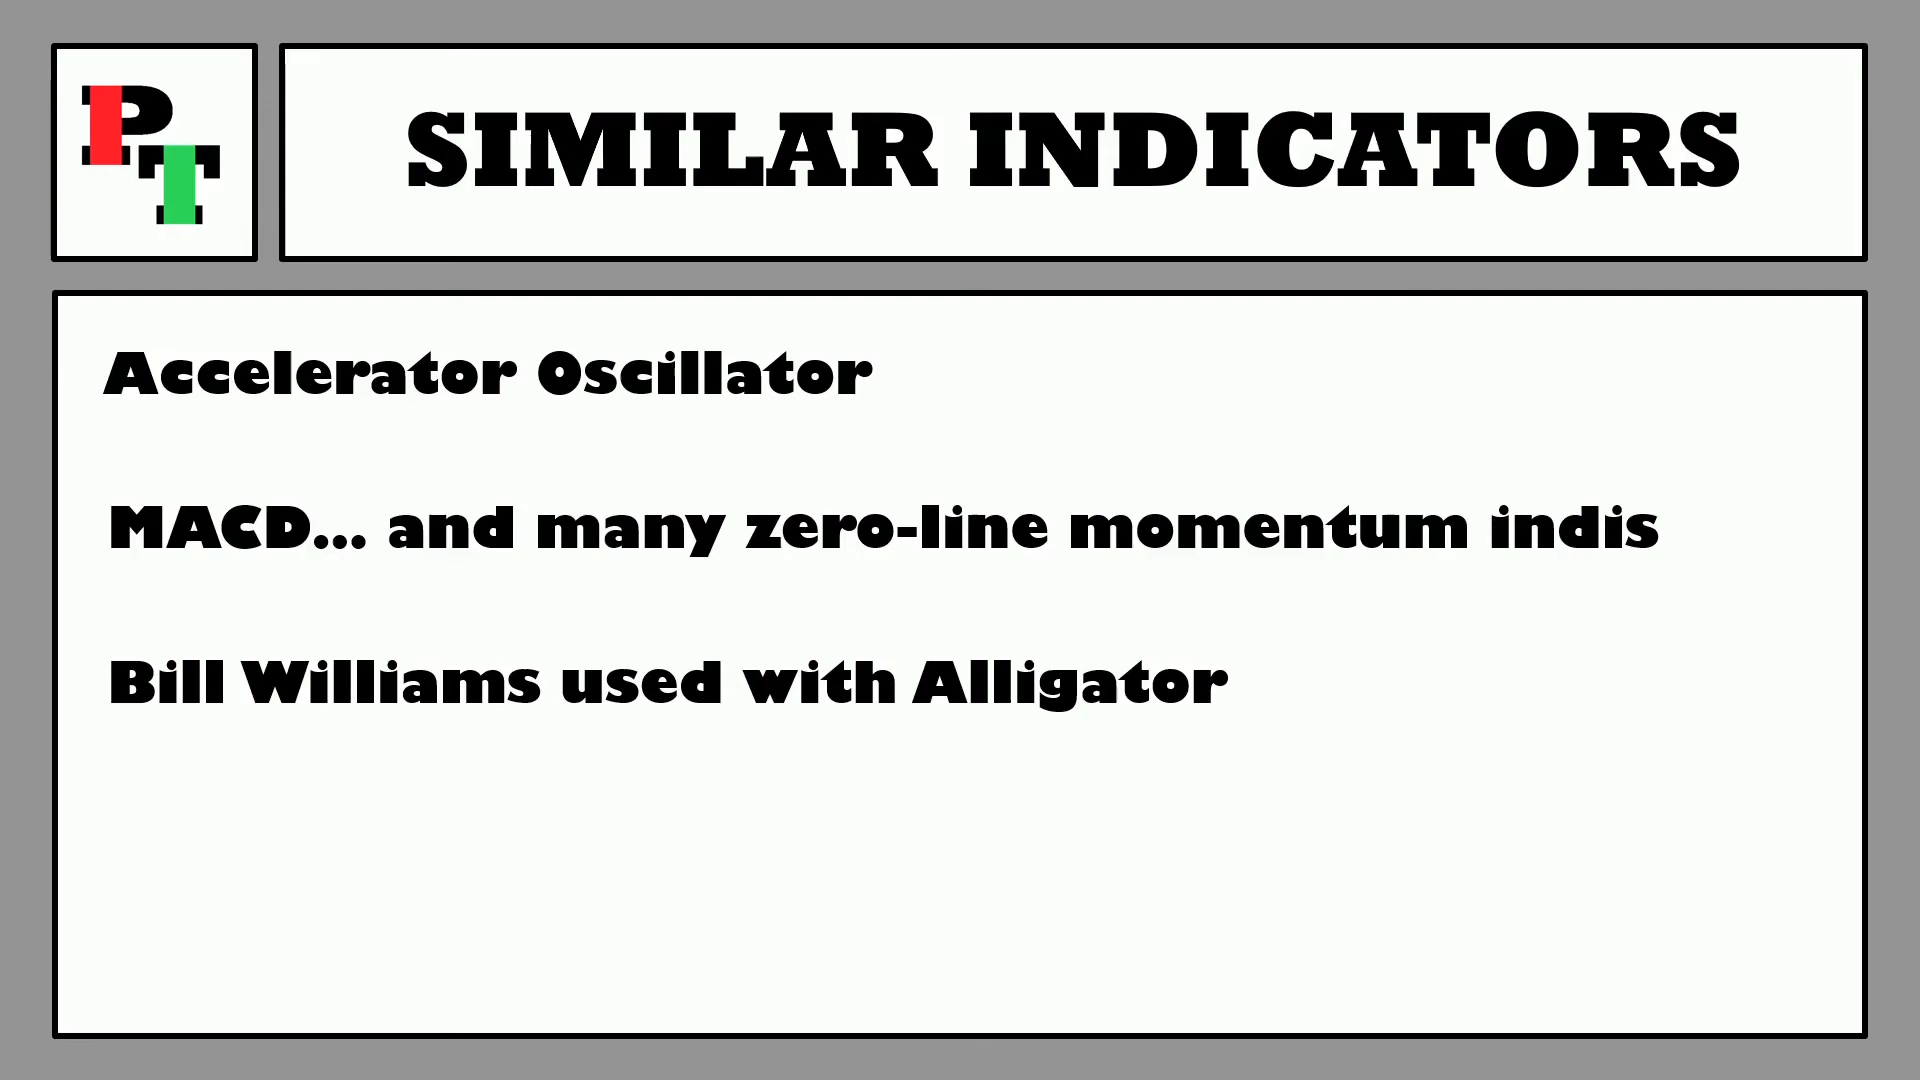 PT
SIMILAR INDICATORS
Accelerator Oscillator
MACD... and many zero-line momentum indis
Bill Williams used with Alligator